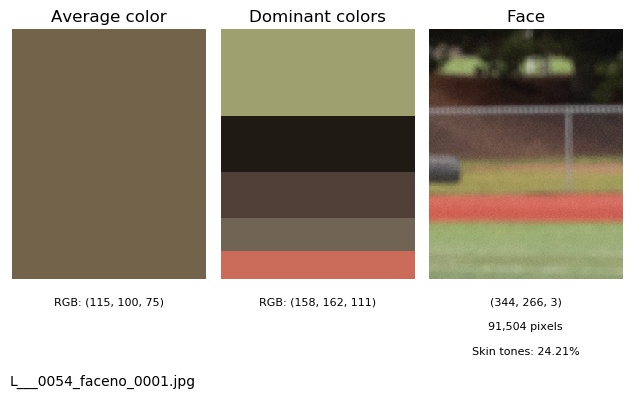 Average color
Dominant colors
Face
RGB: (115, 100, 75)
RGB: (158, 162, 111)
(344, 266, 3)
91,504 pixels
Skin tones: 24.21%
L___0054_faceno_0001.jpg